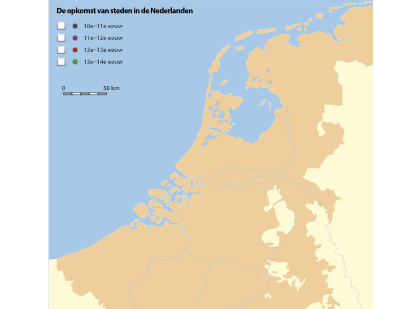 De opkomst van steden in de Nederlanden
10e–11e eeuw
11e–12e eeuw
12e–13e eeuw
13e–14e eeuw
0 50 km